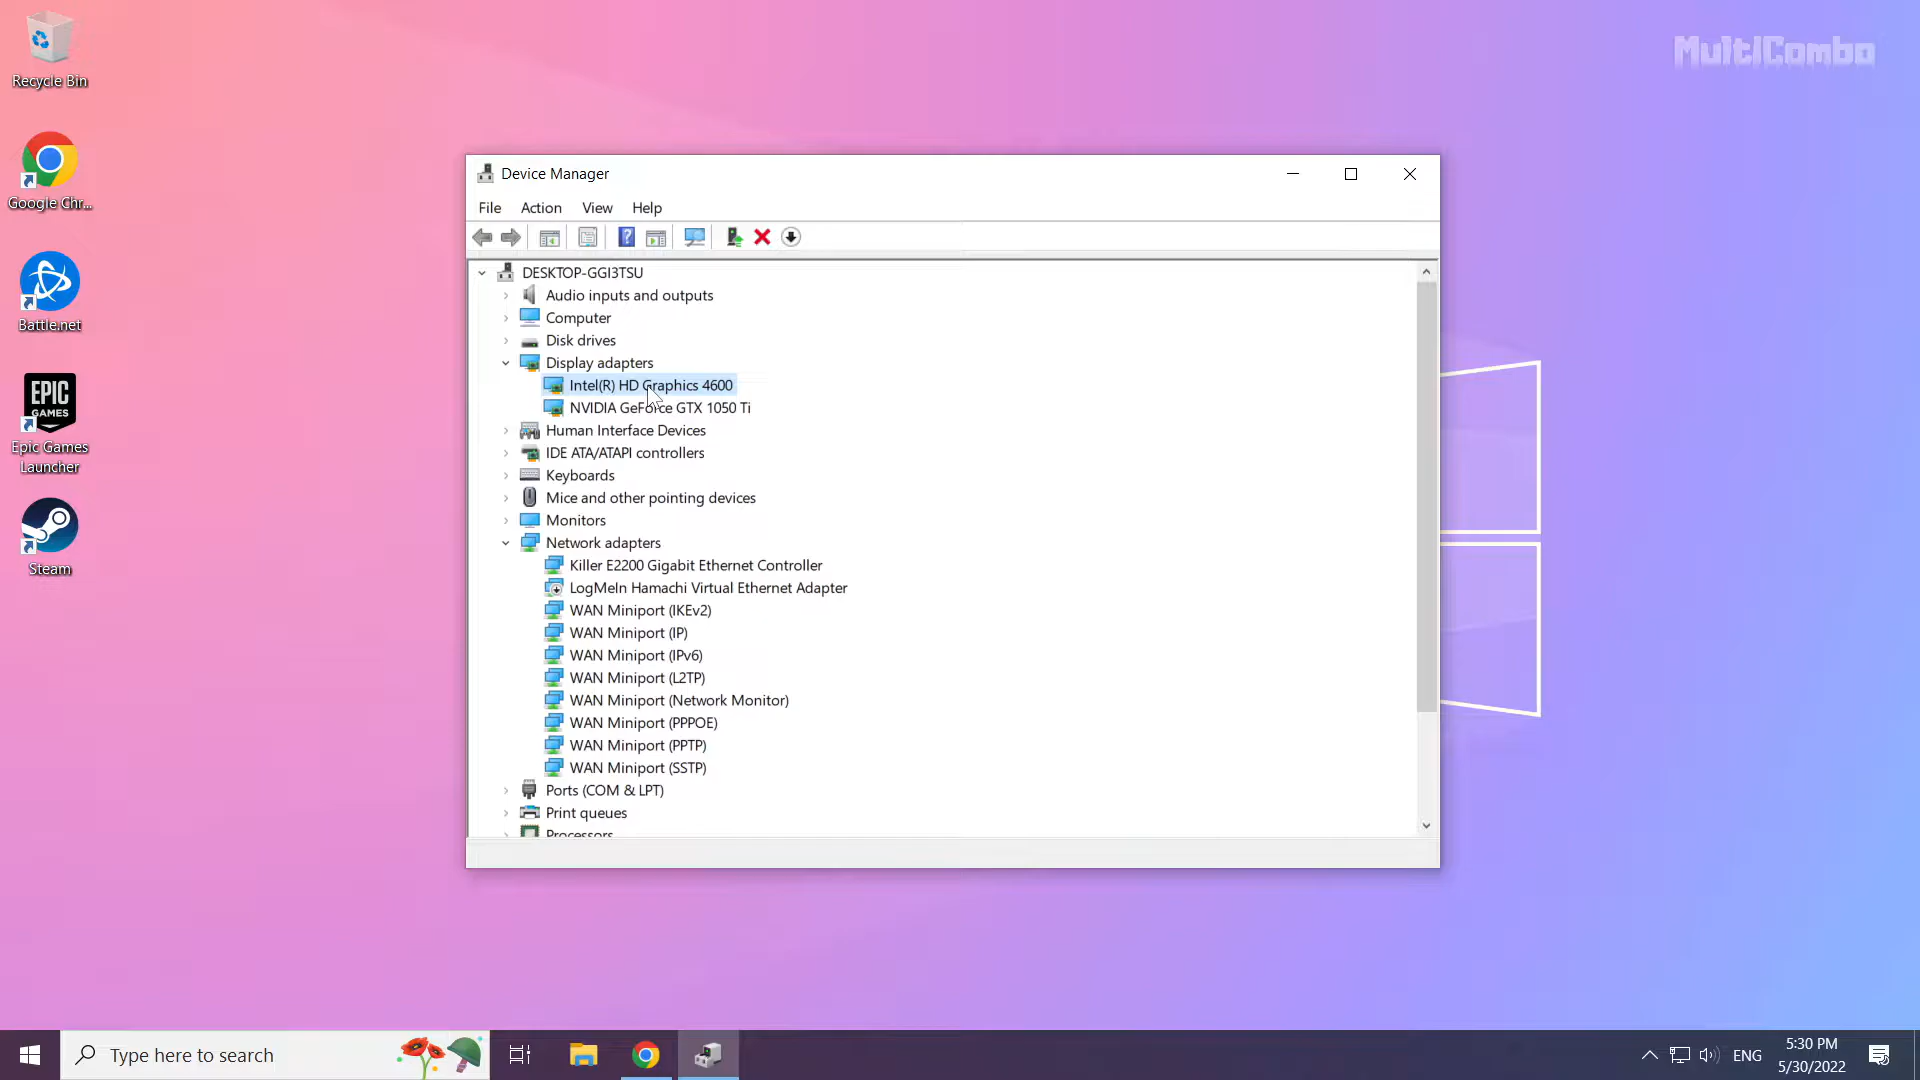 MultiCombo
Recycle Bin
Google Chr...
Battle.net
EPIC
GAMES
Epic Games
Launcher
Steam
Device Manager
File Action View Help
DESKTOP-GGI3TSU
Audio inputs and outputs
Computer
Disk drives
Display adapters
Intel(R) HD Graphics 4600
NVIDIA GeForce GTX 1050 Ti
Human Interface Devices
IDE ATA/ATAPI controllers
Keyboards
Mice and other pointing devices
Monitors
Network adapters
Killer E2200 Gigabit Ethernet Controller
LogMeIn Hamachi Virtual Ethernet Adapter
WAN Miniport (IKEv2)
WAN Miniport (IP)
WAN Miniport (IPv6)
WAN Miniport (L2TP)
WAN Miniport (Network Monitor)
WAN Miniport (PPPOE)
WAN Miniport (PPTP)
WAN Miniport (SSTP)
Ports (COM & LPT)
Print queues
Processors
Type here to search
ENG
5:30 PM
5/30/2022